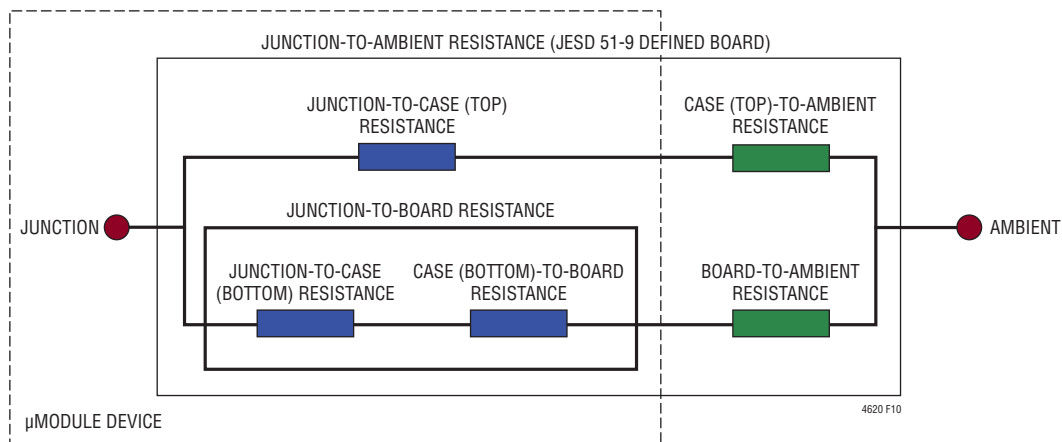 JUNCTION-TO-AMBIENT RESISTANCE (JESD 51-9 DEFINED BOARD)
JUNCTION-TO-CASE (TOP)
RESISTANCE
CASE (TOP)-TO-AMBIENT
RESISTANCE
JUNCTION-TO-BOARD RESISTANCE
JUNCTION
AMBIENT
JUNCTION-TO-CASE
(BOTTOM) RESISTANCE
CASE (BOTTOM)-TO-BOARD
RESISTANCE
BOARD-TO-AMBIENT
RESISTANCE
4620 F10
µMODULE DEVICE